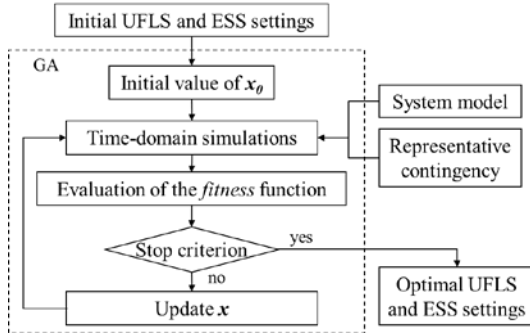 Initial UFLS and ESS settings
GA
Initial value of x0
System model
Time-domain simulations
Representative
contingency
Evaluation of the fitness function
Stop criterion
yes
no
Optimal UFLS
and ESS settings
Update x